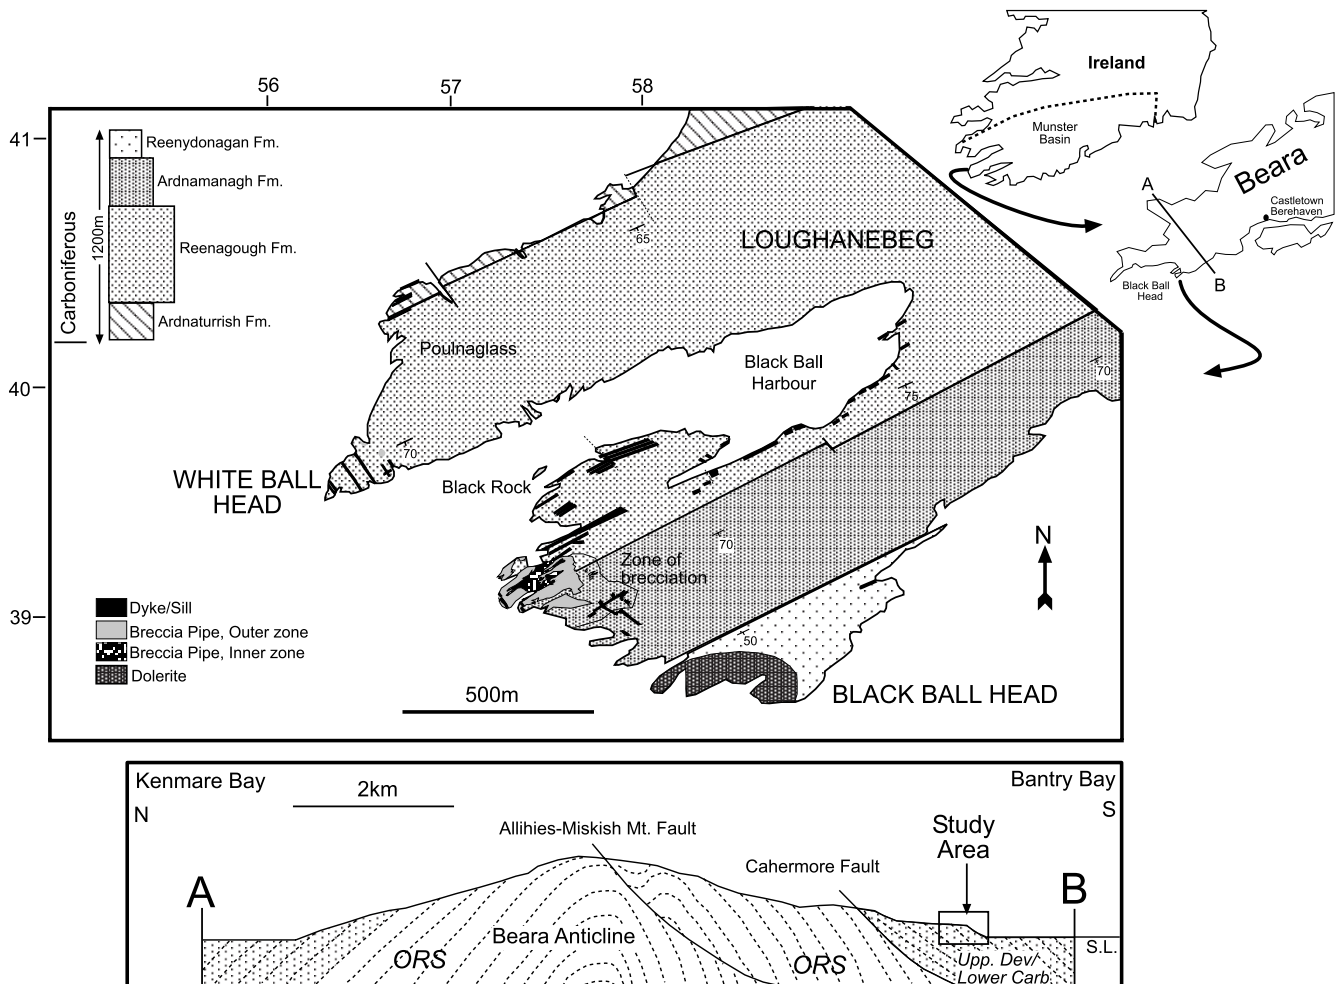 56
57
58
41
40
39
Carboniferous
1200m
Reenydonagan Fm.
Ardnamanagh Fm.
Reenagough Fm.
Ardnaturrish Fm.
Ireland
Munster
Basin
Beara
A
Castletown
Berehaven
Black Ball
Head
B
65
LOUGHANEBEG
Poulnaglass
Black Ball
Harbour
70
75
70
WHITE BALL
HEAD
Black Rock
70
Zone of
brecciation
N
Dyke/Sill
Breccia Pipe, Outer zone
Breccia Pipe, Inner zone
Dolerite
50
500m
BLACK BALL HEAD
Kenmare Bay
N
2km
Bantry Bay
S
Allihies-Miskish Mt. Fault
Cahermore Fault
Study
Area
A
B
Beara Anticline
ORS
ORS
S.L.
Upp. Dev/
Lower Carb.